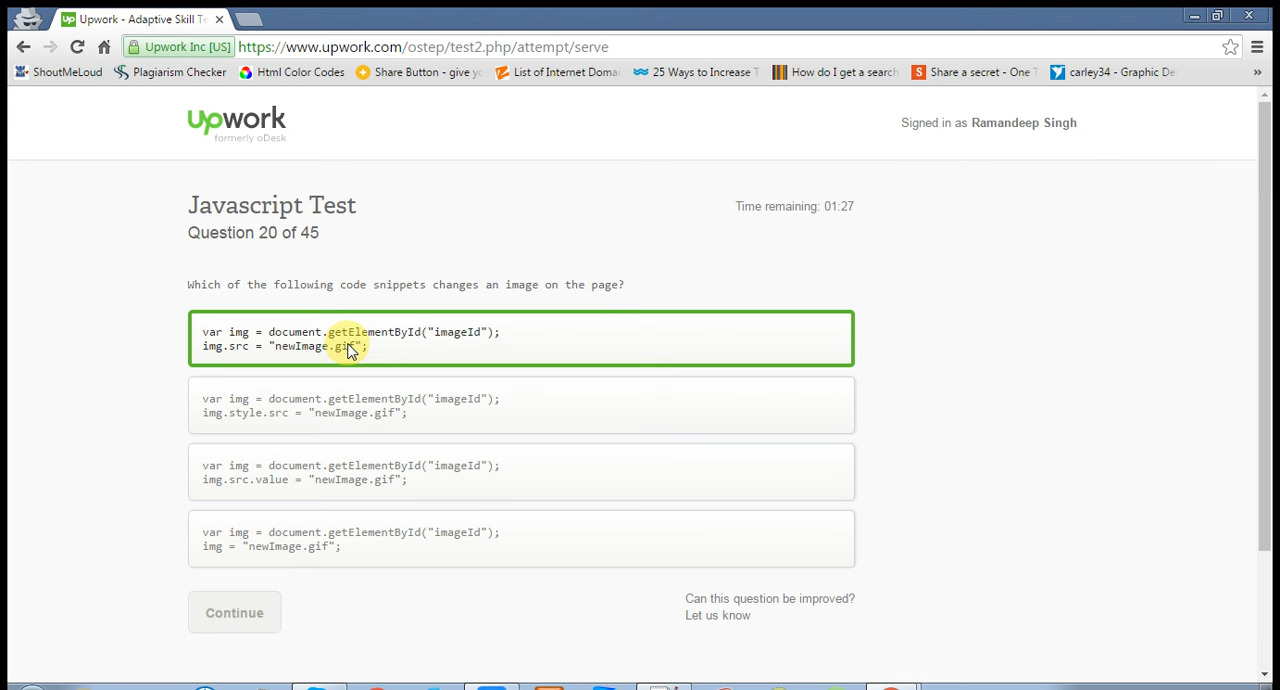 Upwork - Adaptive Skill Te
Upwork Inc [US] https://www.upwork.com/ostep/test2.php/attempt/serve
ShoutMeLoud Plagiarism Checker Html Color Codes Share Button - give yo List of Internet Domai 25 Ways to Increase T How do I get a search Share a secret - One T carley34 - Graphic De »
upwork
formerly oDesk
Signed in as Ramandeep Singh
Javascript Test
Time remaining: 01:27
Question 20 of 45
Which of the following code snippets changes an image on the page?
var img = document.getElementById("imageId");
img.src = "newImage.gif";
var img = document.getElementById("imageId");
img.style.src = "newImage.gif";
var img = document.getElementById("imageId");
img.src.value = "newImage.gif";
var img = document.getElementById("imageId");
img = "newImage.gif";
Continue
Can this question be improved?
Let us know